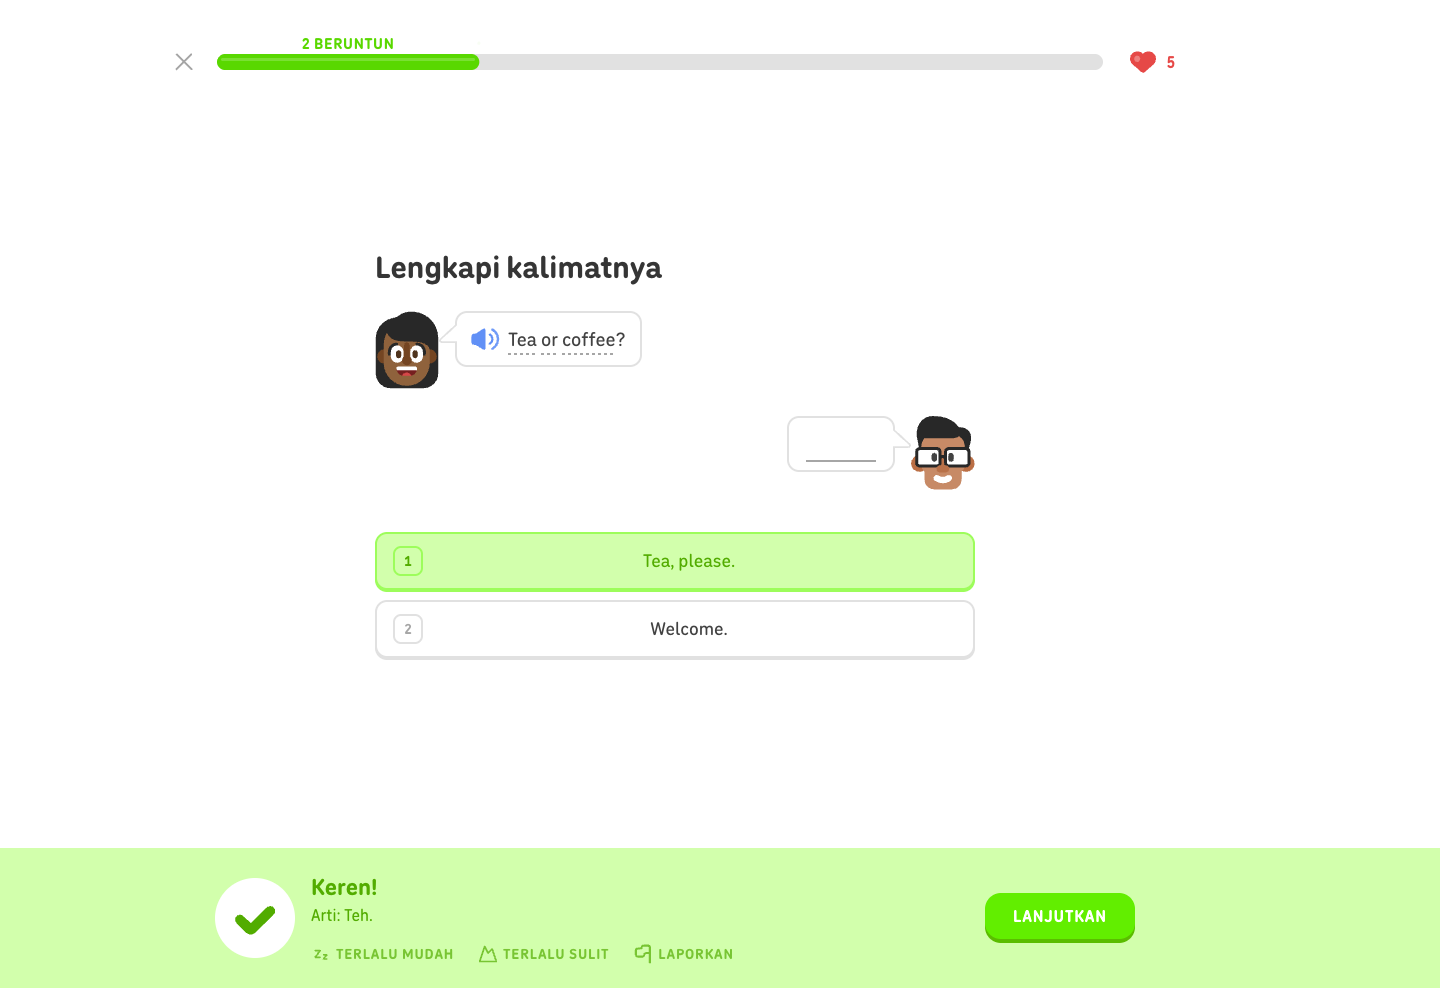 2 BERUNTUN
5
Lengkapi kalimatnya
Tea or coffee?
1 Tea, please.
2 Welcome.
Keren!
Arti: Teh.
zz TERLALU MUDAH TERLALU SULIT LAPORKAN
LANJUTKAN